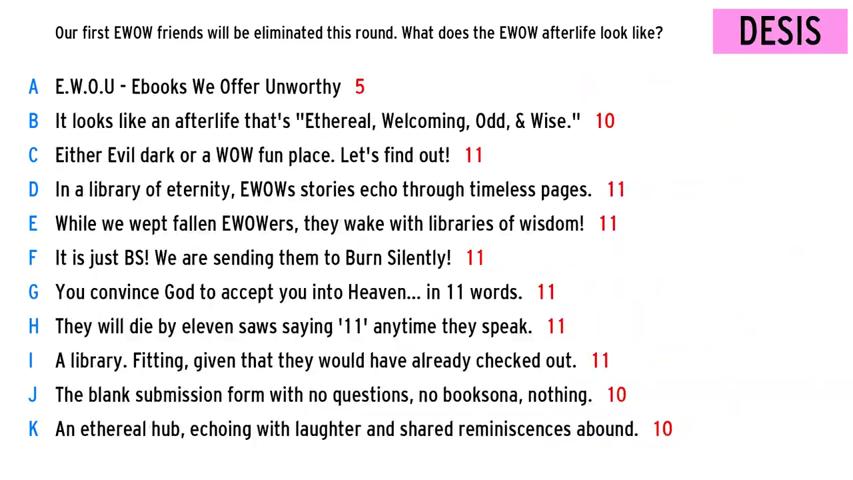 Our first EWOW friends will be eliminated this round. What does the EWOW afterlife look like?
DESIS
A E.W.O.U - Ebooks We Offer Unworthy 5
B It looks like an afterlife that's "Ethereal, Welcoming, Odd, & Wise." 10
C Either Evil dark or a WOW fun place. Let's find out! 11
D In a library of eternity, EWOWs stories echo through timeless pages. 11
E While we wept fallen EWOWers, they wake with libraries of wisdom! 11
F It is just BS! We are sending them to Burn Silently! 11
G You convince God to accept you into Heaven... in 11 words. 11
H They will die by eleven saws saying '11' anytime they speak. 11
I A library. Fitting, given that they would have already checked out. 11
J The blank submission form with no questions, no booksona, nothing. 10
K An ethereal hub, echoing with laughter and shared reminiscences abound. 10